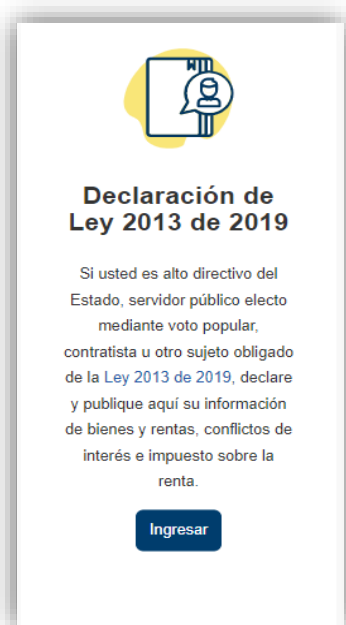 Declaración de
Ley 2013 de 2019
Si usted es alto directivo del
Estado, servidor público electo
mediante voto popular,
contratista u otro sujeto obligado
de la Ley 2013 de 2019, declare
y publique aquí su información
de bienes y rentas, conflictos de
interés e impuesto sobre la
renta.
Ingresar